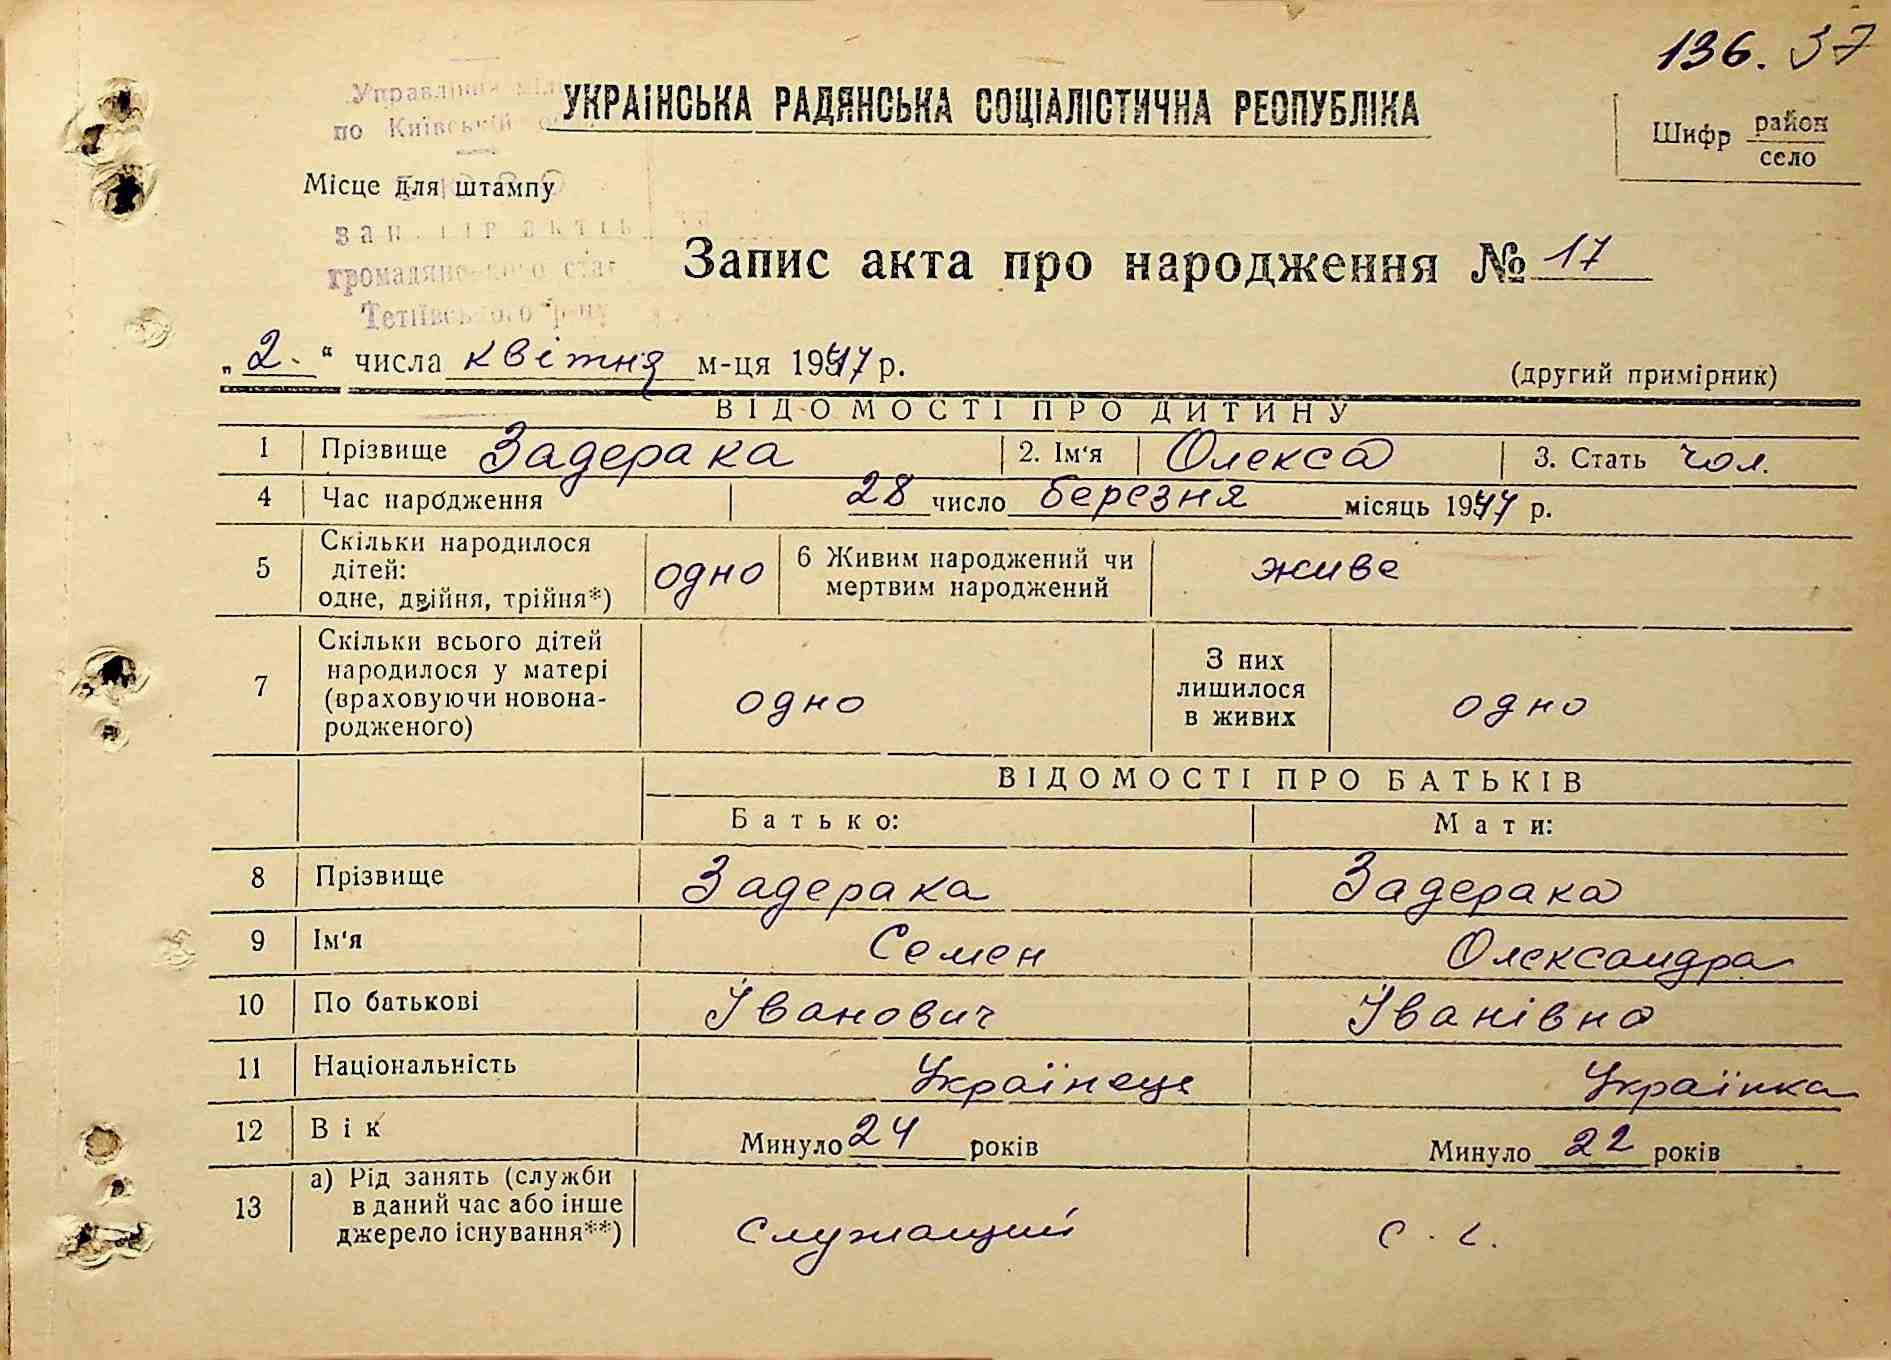 136. 37
Управління міл
по Київській
УКРАЇНСЬКА РАДЯНСЬКА СОЦІАЛІСТИЧНА РЕСПУБЛІКА
Шифр район
село
Місце для штампу
громадянського стат
Тетіївського р-ну
Запис акта про народження № 17
„2.“ числа квітня м-ця 1947 р.
(другий примірник)
ВІДОМОСТІ ПРО ДИТИНУ
1 Прізвище Задерака 2. Ім'я Олекса 3. Стать чол.
4 Час народження 28 число березня місяць 1947 р.
5 Скільки народилося дітей: одне, двійня, трійня*) одно 6 Живим народжений чи мертвим народжений живе
7 Скільки всього дітей народилося у матері (враховуючи новонародженого) одно З них лишилося в живих одно
ВІДОМОСТІ ПРО БАТЬКІВ
Батько: Мати:
8 Прізвище Задерака Задерака
9 Ім'я Семен Олександра
10 По батькові Іванович Іванівна
11 Національність Українець Українка
12 Вік Минуло 24 років Минуло 22 років
13 а) Рід занять (служби в даний час або інше джерело існування**) служащий с. г.